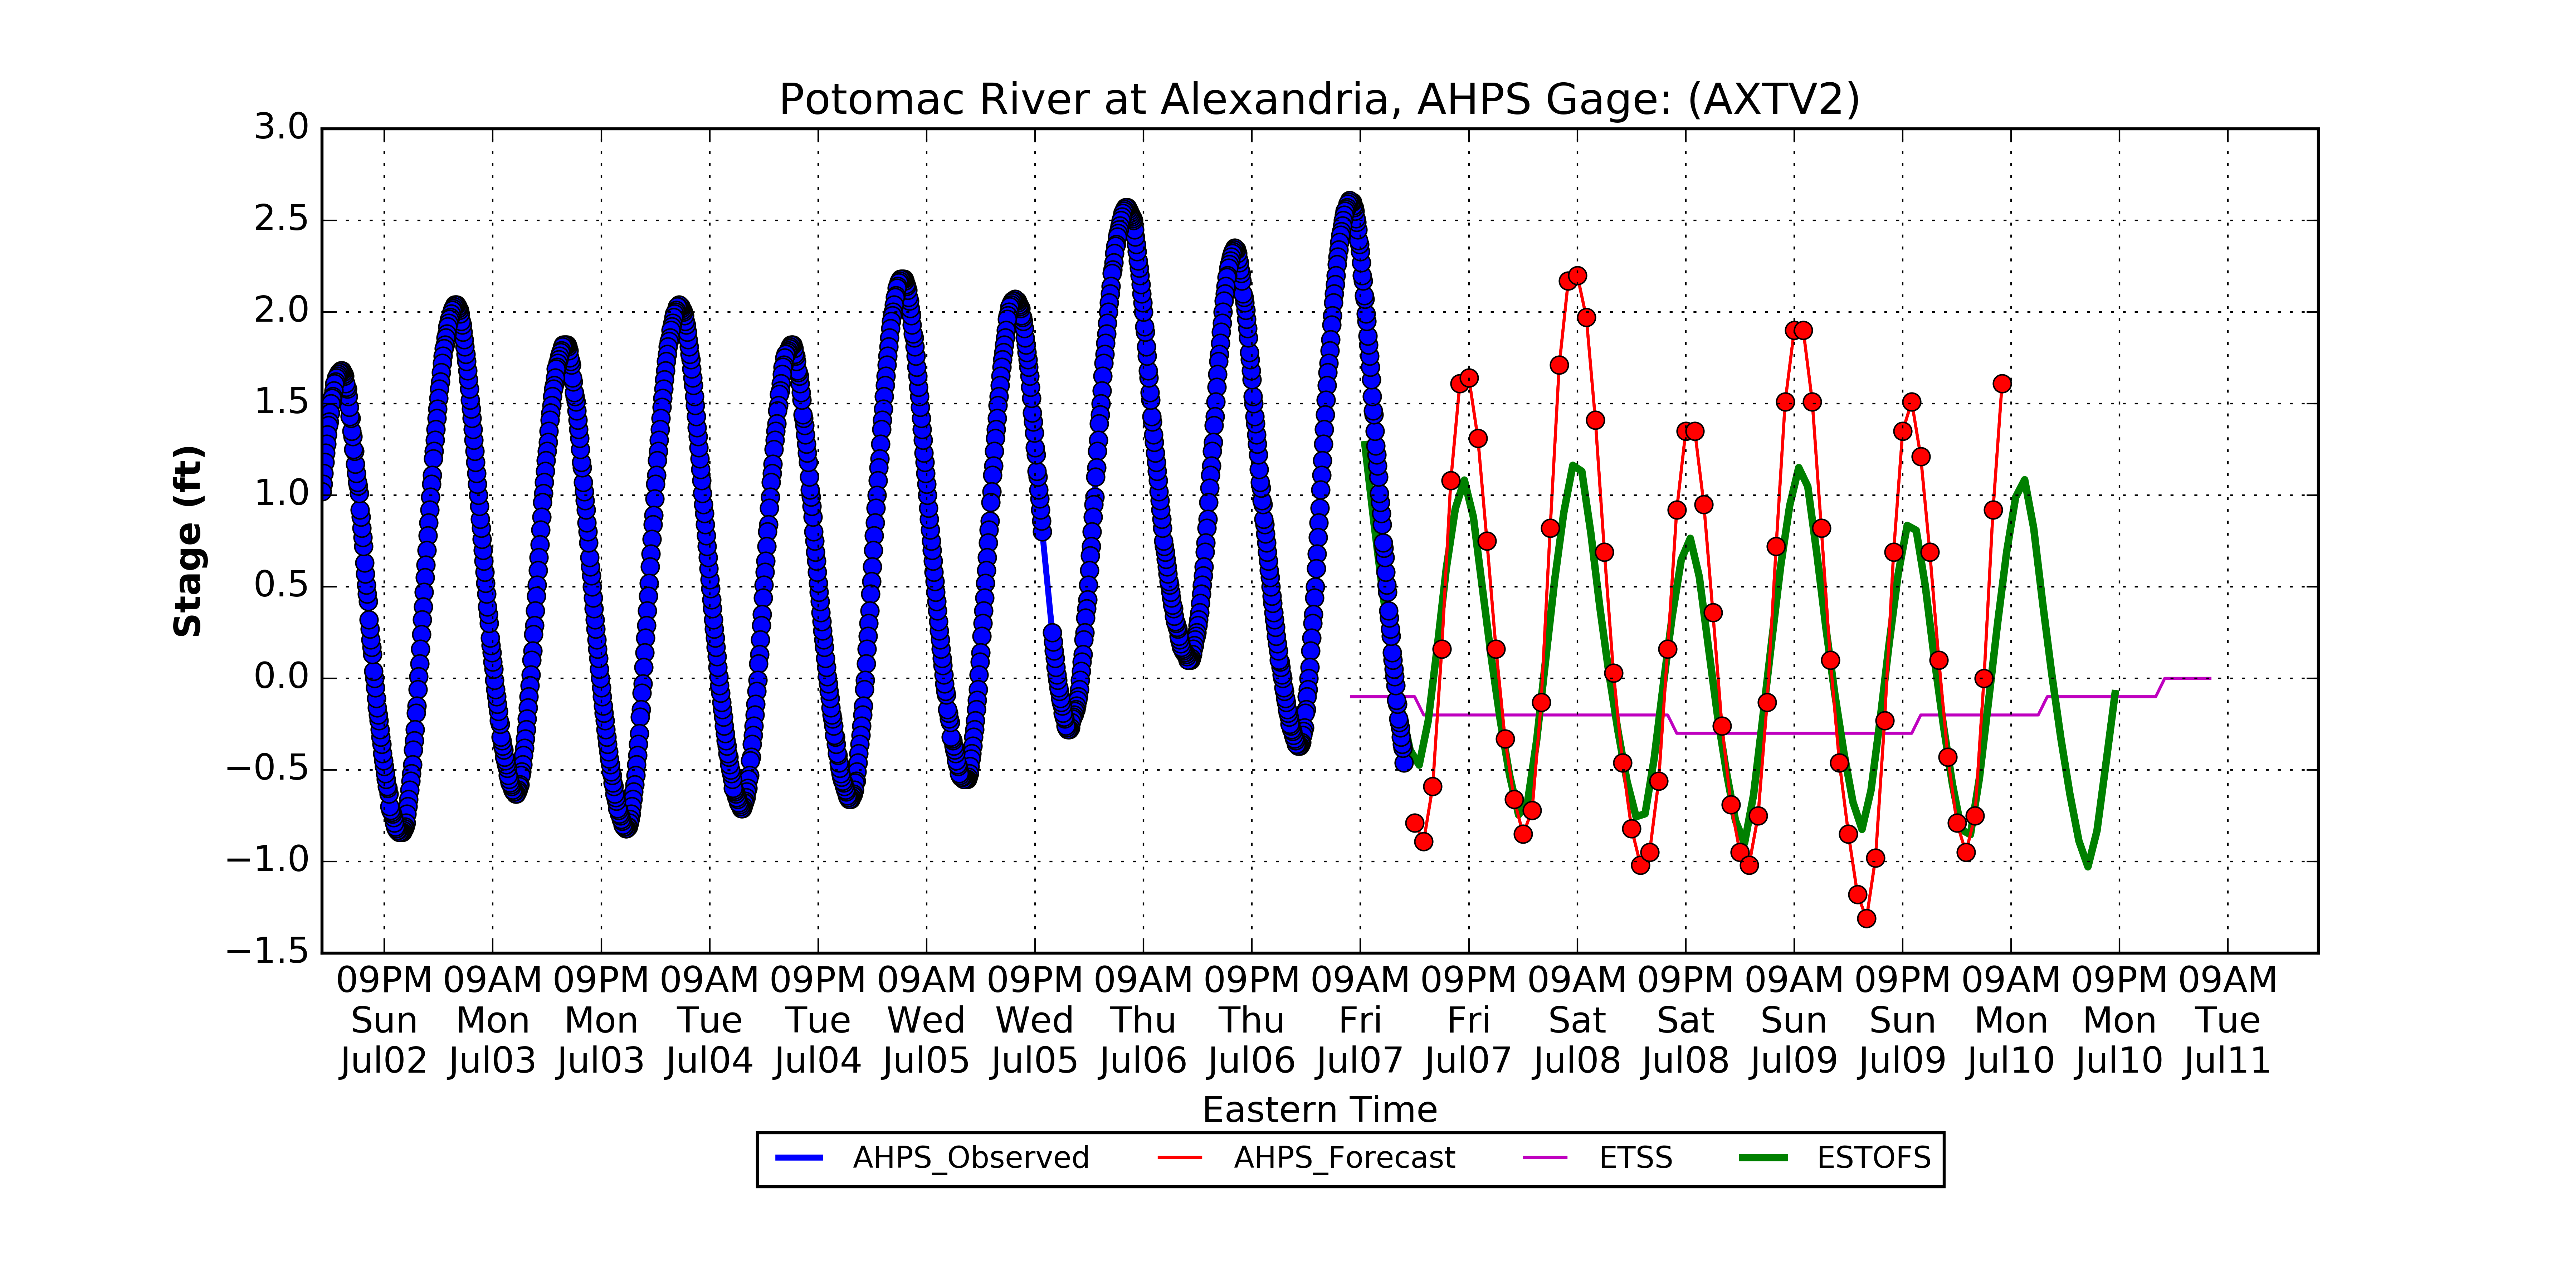 Potomac River at Alexandria, AHPS Gage: (AXTV2)
3.0
2.5
2.0
1.5
1.0
0.5
0.0
−0.5
−1.0
−1.5
Stage (ft)
09PM 09AM 09PM 09AM 09PM 09AM 09PM 09AM 09PM 09AM 09PM 09AM 09PM 09AM 09PM 09AM 09PM 09AM
Sun Mon Mon Tue Tue Wed Wed Thu Thu Fri Fri Sat Sat Sun Sun Mon Mon Tue
Jul02 Jul03 Jul03 Jul04 Jul04 Jul05 Jul05 Jul06 Jul06 Jul07 Jul07 Jul08 Jul08 Jul09 Jul09 Jul10 Jul10 Jul11
Eastern Time
AHPS_Observed AHPS_Forecast ETSS ESTOFS